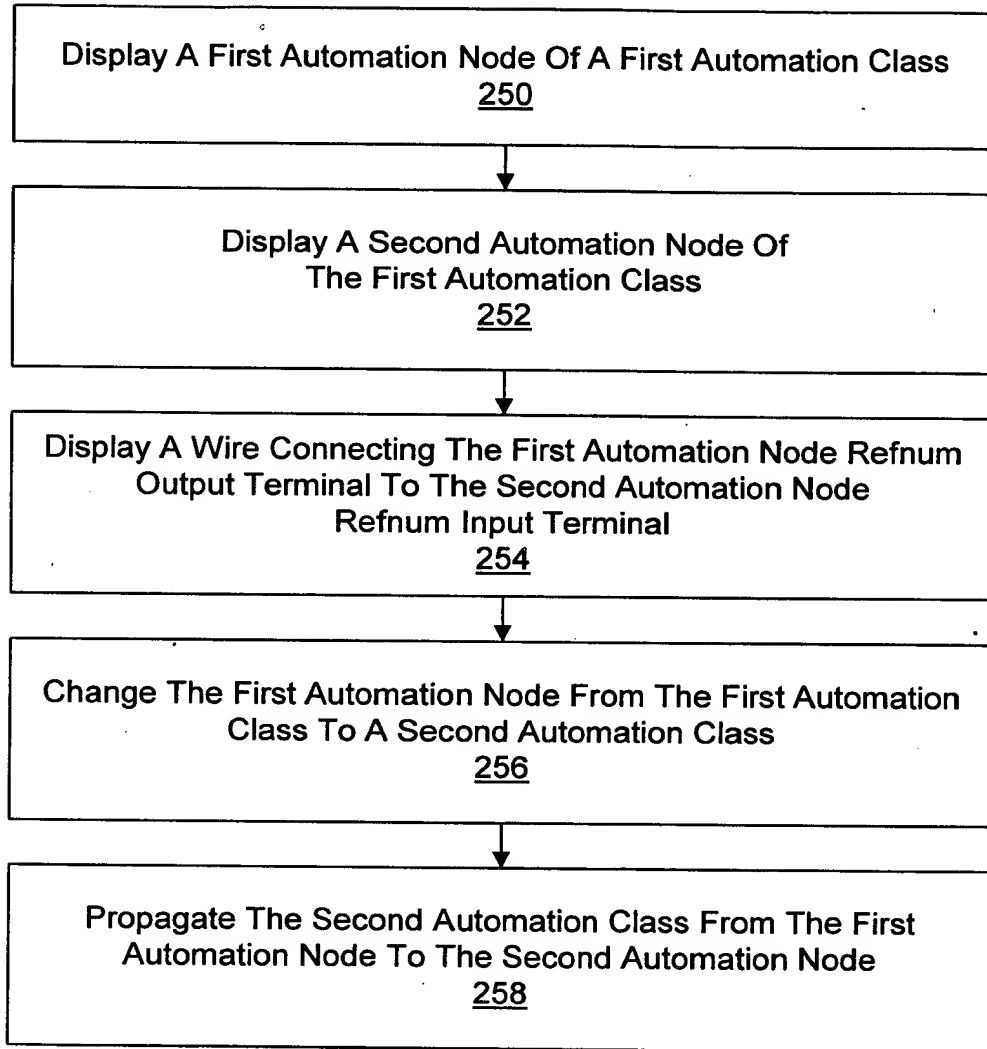 Display A First Automation Node Of A First Automation Class
250
Display A Second Automation Node Of
The First Automation Class
252
Display A Wire Connecting The First Automation Node Refnum
Output Terminal To The Second Automation Node
Refnum Input Terminal
254
Change The First Automation Node From The First Automation
Class To A Second Automation Class
256
Propagate The Second Automation Class From The First
Automation Node To The Second Automation Node
258